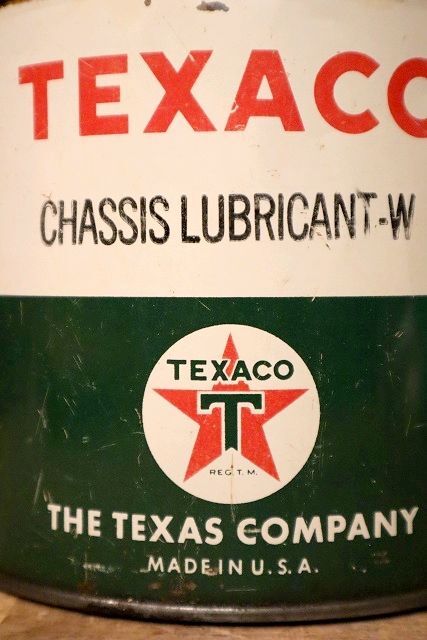 TEXACO
CHASSIS LUBRICANT-W
TEXACO
T
REG. T. M.
THE TEXAS COMPANY
MADE IN U.S.A.